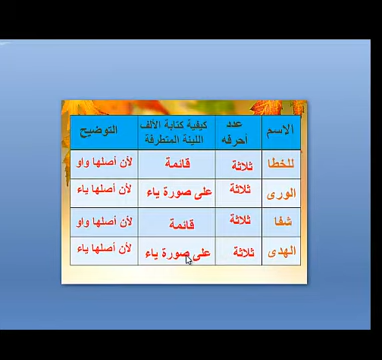 الاسم
عدد أحرفه
كيفية كتابة الألف اللينة المتطرفة
التوضيح
للخطا ثلاثة قائمة لأن أصلها واو
الورى ثلاثة على صورة ياء لأن أصلها ياء
شفا ثلاثة قائمة لأن أصلها واو
الهدى ثلاثة على صورة ياء لأن أصلها ياء